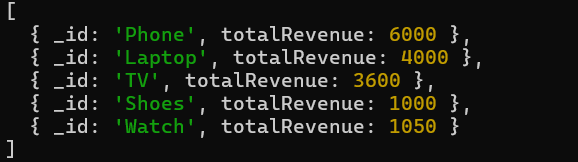 [
  { _id: 'Phone', totalRevenue: 6000 },
  { _id: 'Laptop', totalRevenue: 4000 },
  { _id: 'TV', totalRevenue: 3600 },
  { _id: 'Shoes', totalRevenue: 1000 },
  { _id: 'Watch', totalRevenue: 1050 }
]